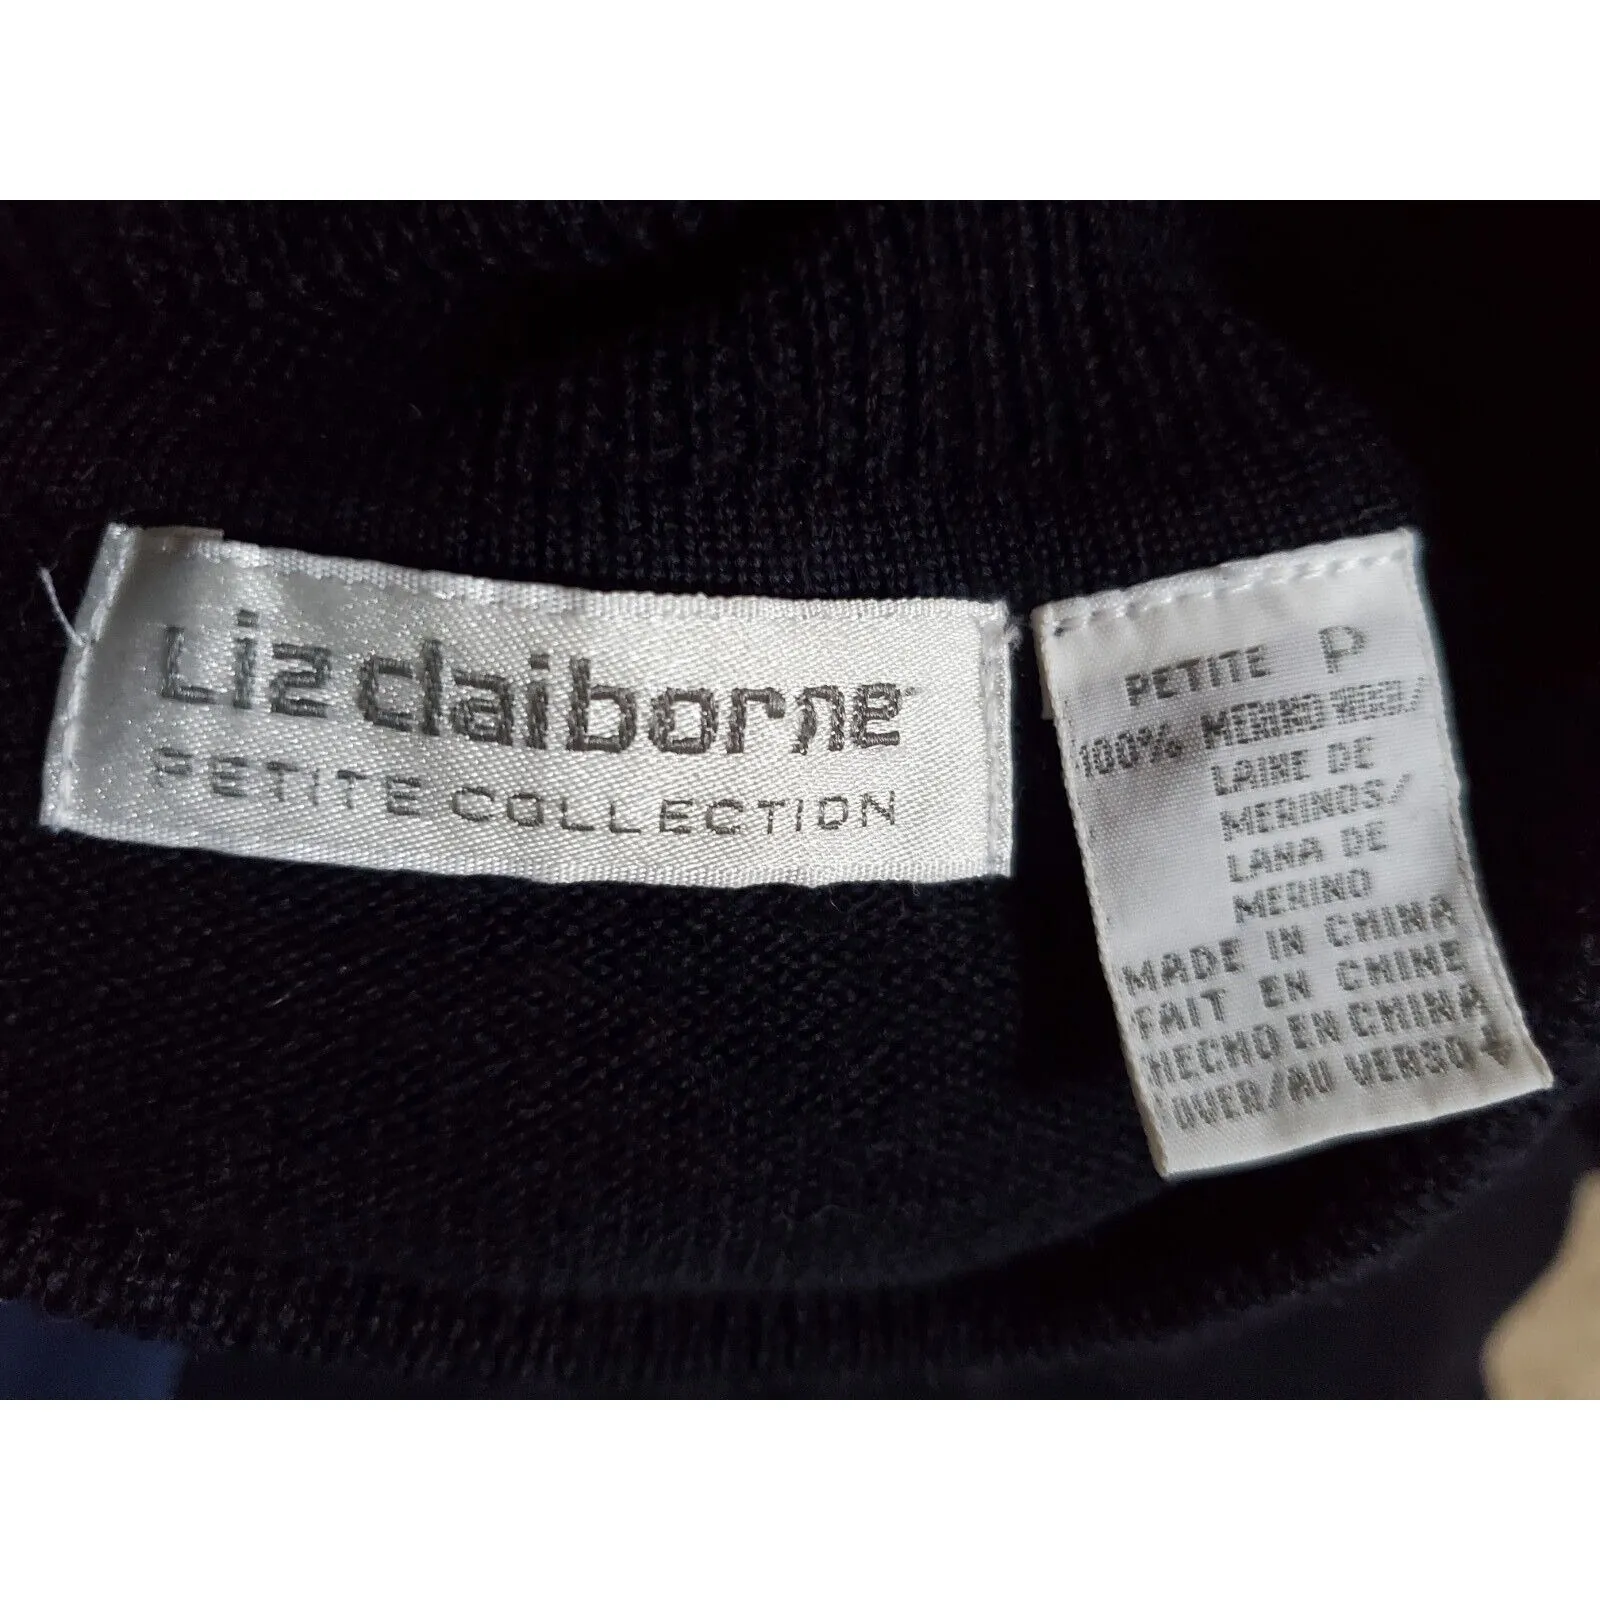 Liz claiborne
PETITE COLLECTION
PETITE P
100% MERINO WOOL/
LAINE DE
MERINOS/
LANA DE
MERINO
MADE IN CHINA
FAIT EN CHINE
HECHO EN CHINA
OVER/AU VERSO